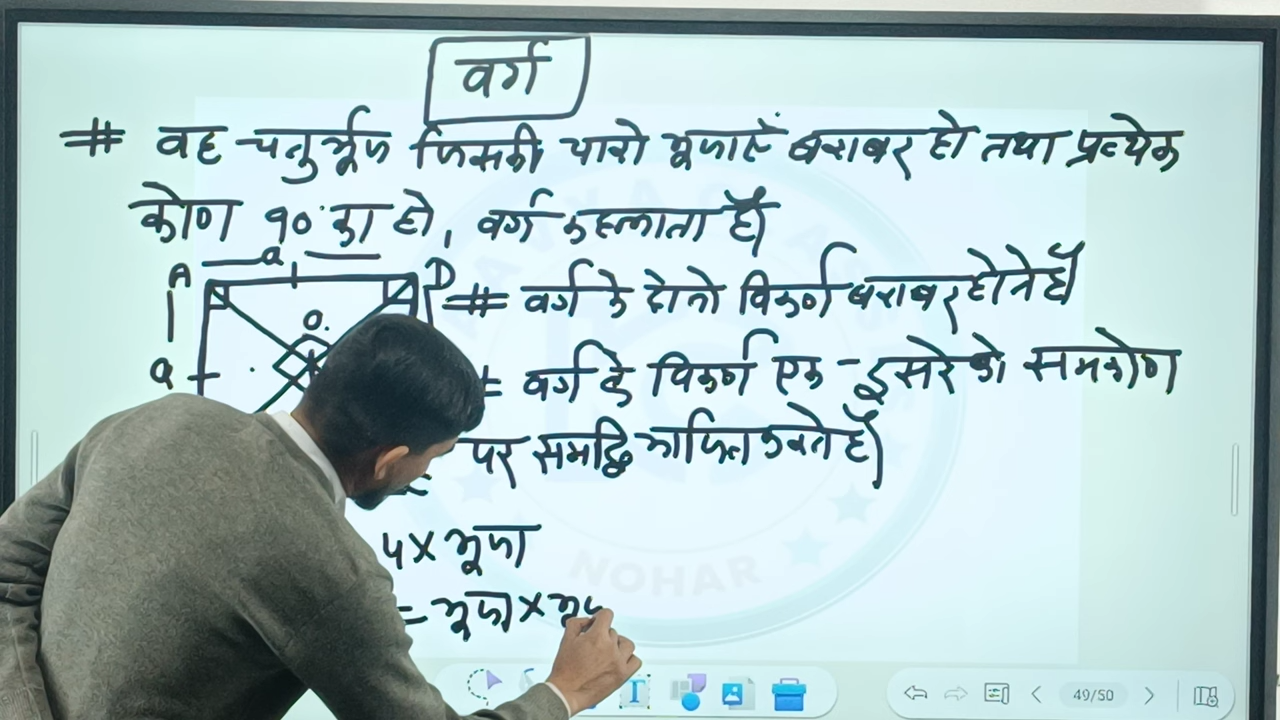 वर्ग
# वह चतुर्भूज जिसकी चारो भूजाएं बराबर हो तथा प्रत्येक
कोण 90° का हो, वर्ग कहलाता है।
a
A D
# वर्ग के दोनो विकर्ण बराबर होते है।
O.
a
वर्ग के विकर्ण एक-दूसरे को समकोण
पर समद्विभाजित करते है।
4 × भूजा
= भूजा × भू
NOHAR
49/50